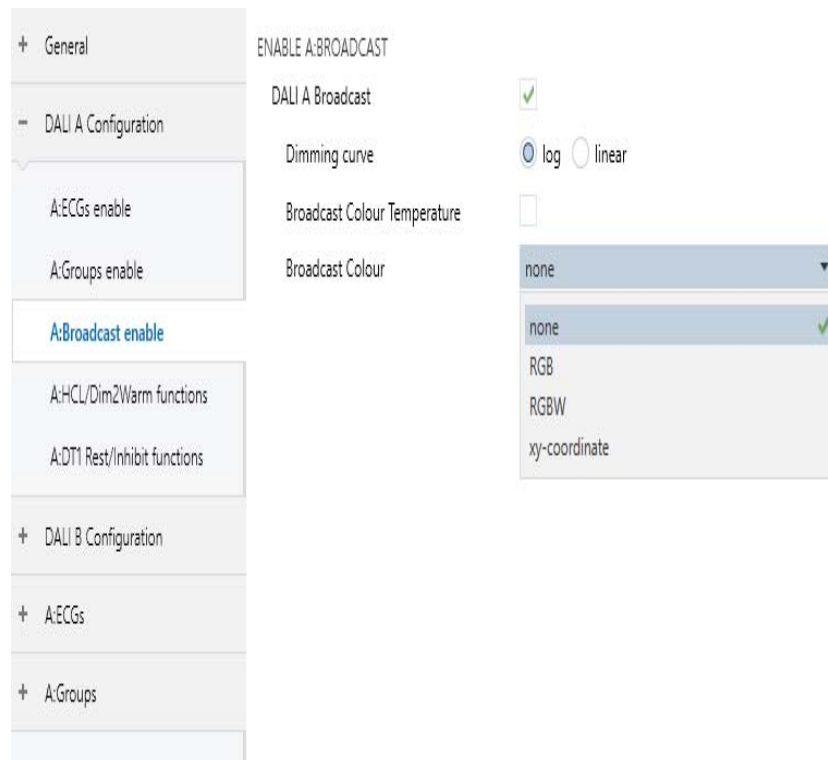 + General
− DALI A Configuration
A:ECGs enable
A:Groups enable
A:Broadcast enable
A:HCL/Dim2Warm functions
A:DT1 Rest/Inhibit functions
+ DALI B Configuration
+ A:ECGs
+ A:Groups
ENABLE A:BROADCAST
DALI A Broadcast
Dimming curve log linear
Broadcast Colour Temperature
Broadcast Colour none
none
RGB
RGBW
xy-coordinate